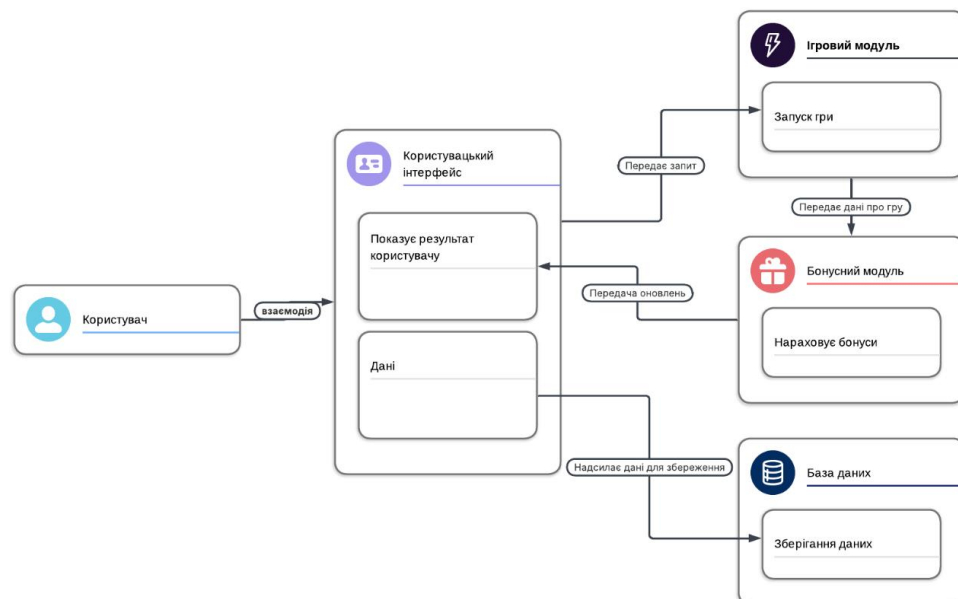 Ігровий модуль
Запуск гри
Користувацький
інтерфейс
Передає запит
Передає дані про гру
Показує результат
користувачу
Бонусний модуль
Передача оновлень
взаємодія
Користувач
Нараховує бонуси
Дані
Надсилає дані для збереження
База даних
Зберігання даних